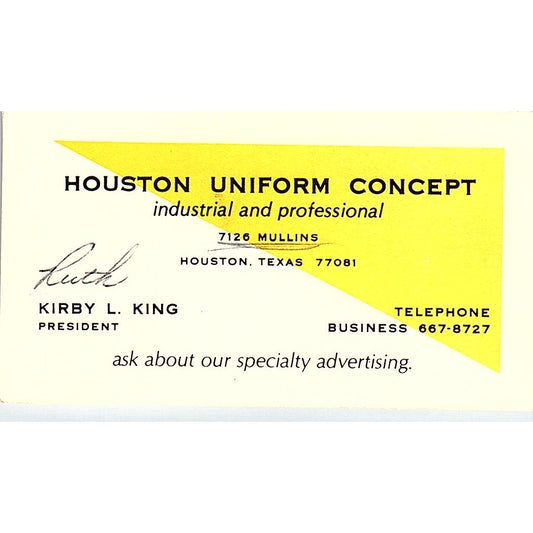 HOUSTON UNIFORM CONCEPT
industrial and professional
7126 MULLINS
HOUSTON, TEXAS 77081
Ruth
KIRBY L. KING
PRESIDENT
TELEPHONE
BUSINESS 667-8727
ask about our specialty advertising.